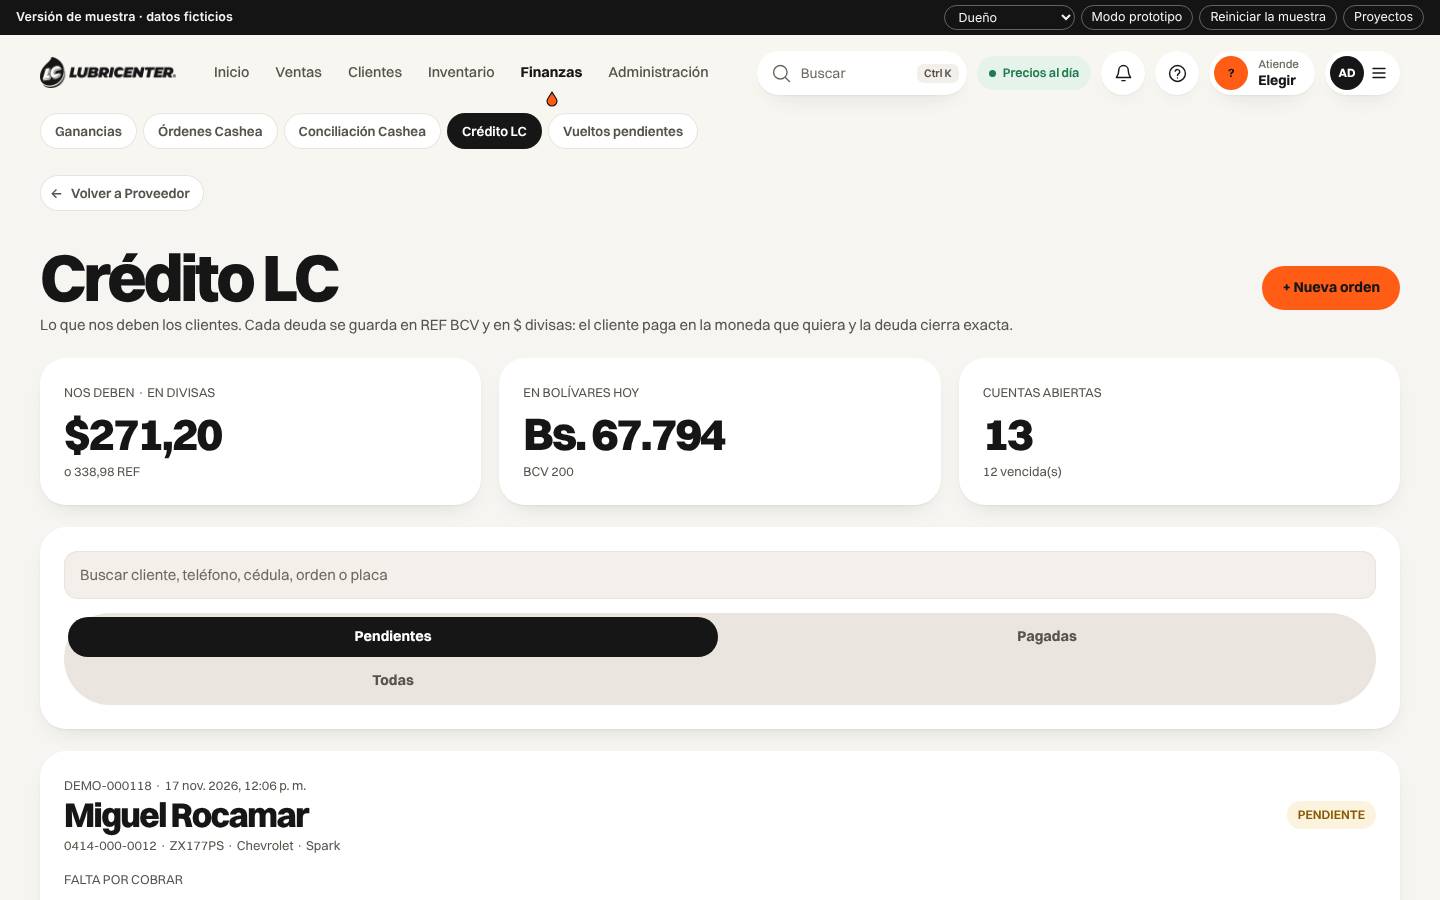 Versión de muestra · datos ficticios
Dueño
Modo prototipo
Reiniciar la muestra
Proyectos
LC LUBRICENTER.
Inicio
Ventas
Clientes
Inventario
Finanzas
Administración
Buscar
Ctrl K
Precios al día
?
Atiende
Elegir
AD
Ganancias
Órdenes Cashea
Conciliación Cashea
Crédito LC
Vueltos pendientes
← Volver a Proveedor
Crédito LC
+ Nueva orden
Lo que nos deben los clientes. Cada deuda se guarda en REF BCV y en $ divisas: el cliente paga en la moneda que quiera y la deuda cierra exacta.
NOS DEBEN · EN DIVISAS
$271,20
o 338,98 REF
EN BOLÍVARES HOY
Bs. 67.794
BCV 200
CUENTAS ABIERTAS
13
12 vencida(s)
Buscar cliente, teléfono, cédula, orden o placa
Pendientes
Pagadas
Todas
DEMO-000118 · 17 nov. 2026, 12:06 p. m.
Miguel Rocamar
PENDIENTE
0414-000-0012 · ZX177PS · Chevrolet · Spark
FALTA POR COBRAR